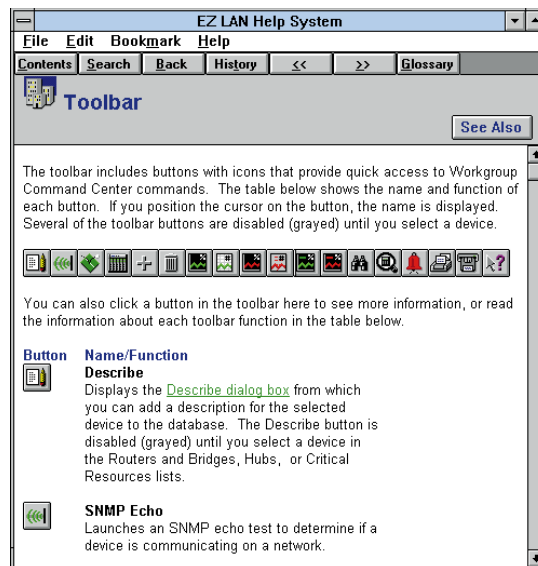 EZ LAN Help System
File Edit Bookmark Help
Contents Search Back History << >> Glossary
Toolbar
See Also
The toolbar includes buttons with icons that provide quick access to Workgroup
Command Center commands. The table below shows the name and function of
each button. If you position the cursor on the button, the name is displayed.
Several of the toolbar buttons are disabled (grayed) until you select a device.
You can also click a button in the toolbar here to see more information, or read
the information about each toolbar function in the table below.
Button Name/Function
Describe
Displays the Describe dialog box from which
you can add a description for the selected
device to the database. The Describe button is
disabled (grayed) until you select a device in
the Routers and Bridges, Hubs, or Critical
Resources lists.
SNMP Echo
Launches an SNMP echo test to determine if a
device is communicating on a network.